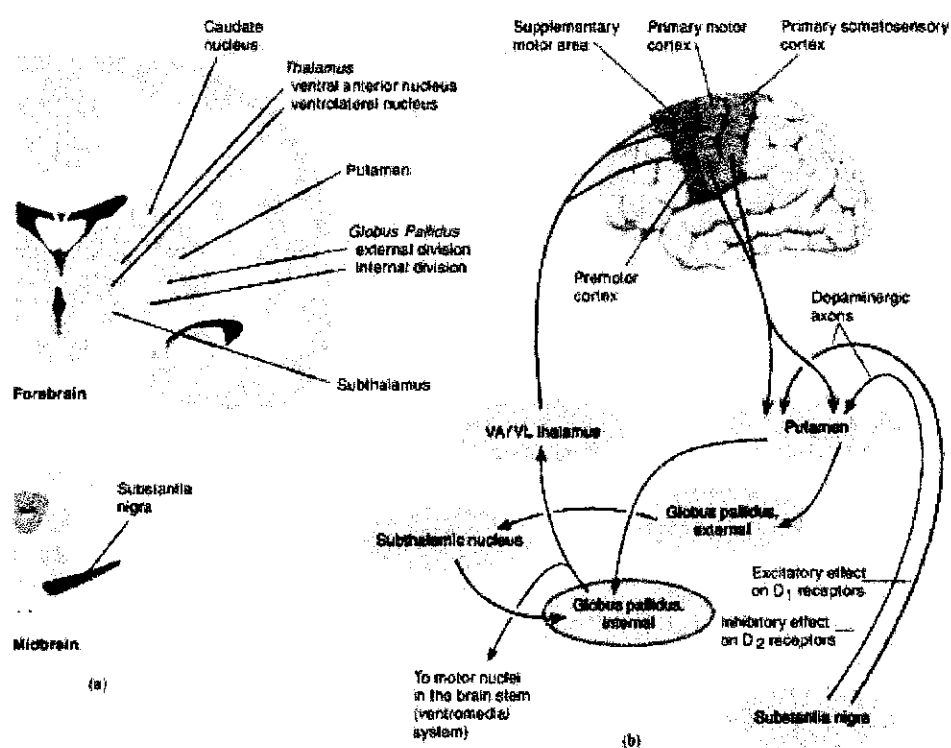 Caudate
nucleus
Thalamus
ventral anterior nucleus
ventrolateral nucleus
Putamen
Globus Pallidus
external division
internal division
Subthalamus
Forebrain
Substantia
nigra
Midbrain
(a)
Supplementary
motor area
Primary motor
cortex
Primary somatosensory
cortex
Premotor
cortex
Dopaminergic
axons
VA/VL thalamus
Putamen
Globus pallidus,
external
Subthalamic nucleus
Excitatory effect
on D1 receptors
Globus pallidus,
internal
Inhibitory effect
on D2 receptors
To motor nuclei
in the brain stem
(ventromedial
system)
Substantia nigra
(b)